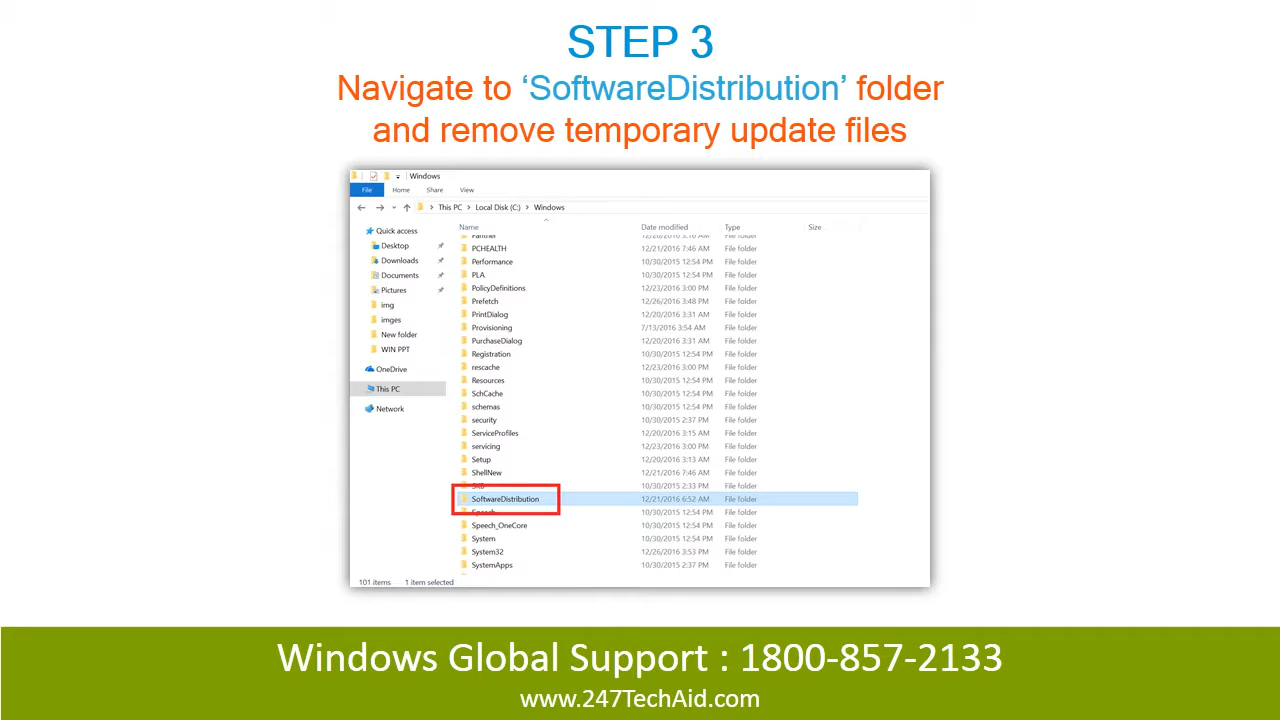 STEP 3
Navigate to ‘SoftwareDistribution’ folder
and remove temporary update files
Windows
File Home Share View
This PC > Local Disk (C:) > Windows
Name Date modified Type Size
Quick access
Desktop
Downloads
Documents
Pictures
img
imges
New folder
WIN PPT
OneDrive
This PC
Network
Panther 12/20/2016 3:10 AM File folder
PCHEALTH 12/21/2016 7:46 AM File folder
Performance 10/30/2015 12:54 PM File folder
PLA 10/30/2015 12:54 PM File folder
PolicyDefinitions 12/23/2016 3:00 PM File folder
Prefetch 12/26/2016 3:48 PM File folder
PrintDialog 12/20/2016 3:31 AM File folder
Provisioning 7/13/2016 3:54 AM File folder
PurchaseDialog 12/20/2016 3:31 AM File folder
Registration 10/30/2015 12:54 PM File folder
rescache 12/23/2016 3:00 PM File folder
Resources 10/30/2015 12:54 PM File folder
SchCache 10/30/2015 12:54 PM File folder
schemas 10/30/2015 12:54 PM File folder
security 10/30/2015 2:37 PM File folder
ServiceProfiles 12/20/2016 3:15 AM File folder
servicing 12/23/2016 3:00 PM File folder
Setup 12/20/2016 3:13 AM File folder
ShellNew 12/21/2016 7:46 AM File folder
SKB 10/30/2015 2:33 PM File folder
SoftwareDistribution 12/21/2016 6:52 AM File folder
Speech 10/30/2015 12:54 PM File folder
Speech_OneCore 10/30/2015 12:54 PM File folder
System 10/30/2015 12:54 PM File folder
System32 12/26/2016 3:53 PM File folder
SystemApps 10/30/2015 2:37 PM File folder
101 items 1 item selected
Windows Global Support : 1800-857-2133
www.247TechAid.com